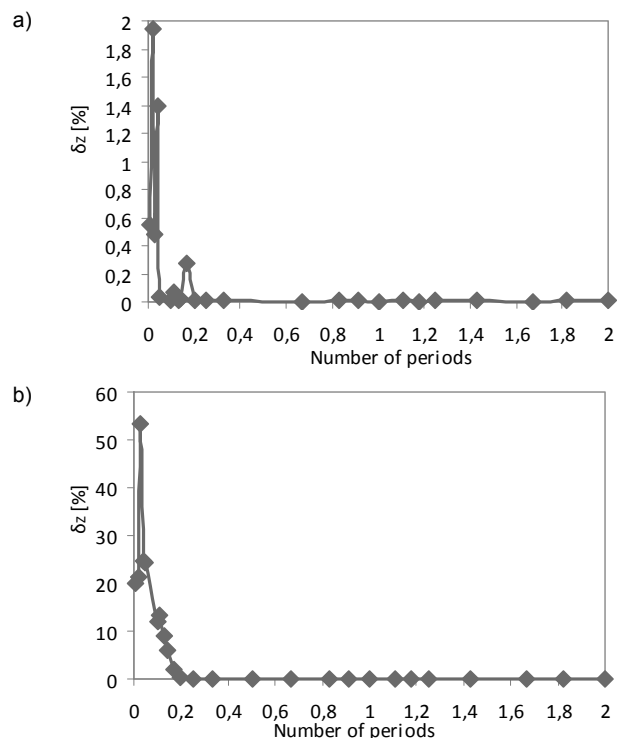 a)
δz [%]
2
1,8
1,6
1,4
1,2
1
0,8
0,6
0,4
0,2
0
0 0,2 0,4 0,6 0,8 1 1,2 1,4 1,6 1,8 2
Number of periods
b)
δz [%]
60
50
40
30
20
10
0
0 0,2 0,4 0,6 0,8 1 1,2 1,4 1,6 1,8 2
Number of periods